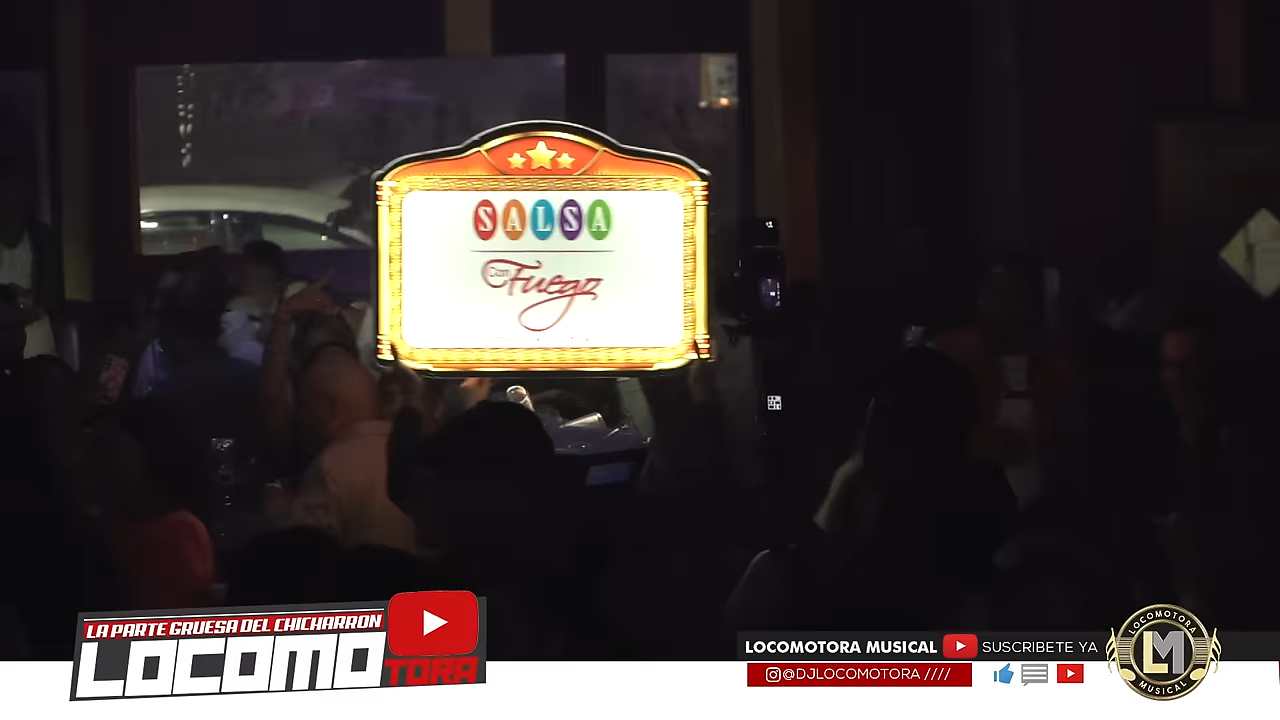 SALSA
Con Fuego
LA PARTE GRUESA DEL CHICHARRON
LOCOMOTORA
LOCOMOTORA MUSICAL SUSCRIBETE YA
@DJLOCOMOTORA ////
LOCOMOTORA
LM
MUSICAL